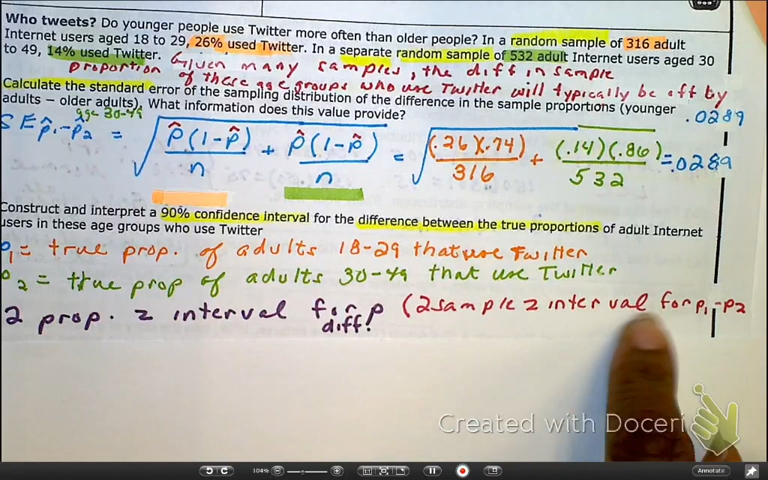 Who tweets? Do younger people use Twitter more often than older people? In a random sample of 316 adult
Internet users aged 18 to 29, 26% used Twitter. In a separate random sample of 532 adult Internet users aged 30
to 49, 14% used Twitter. Given many samples, the diff in sample
proportion of these age groups who use Twitter will typically be off by
.0289
Calculate the standard error of the sampling distribution of the difference in the sample proportions (younger
adults – older adults). What information does this value provide?
age 30-49
SE p̂₁-p̂₂ = √(p̂(1-p̂)/n + p̂(1-p̂)/n) = √((.26)(.74)/316 + (.14)(.86)/532) = .0289
Construct and interpret a 90% confidence interval for the difference between the true proportions of adult Internet
users in these age groups who use Twitter
p₁ = true prop. of adults 18-29 that use Twitter
p₂ = true prop of adults 30-49 that use Twitter
2 prop. z interval for p diff! (2 sample z interval for p₁-p₂
Created with Doceri
104%
Annotate